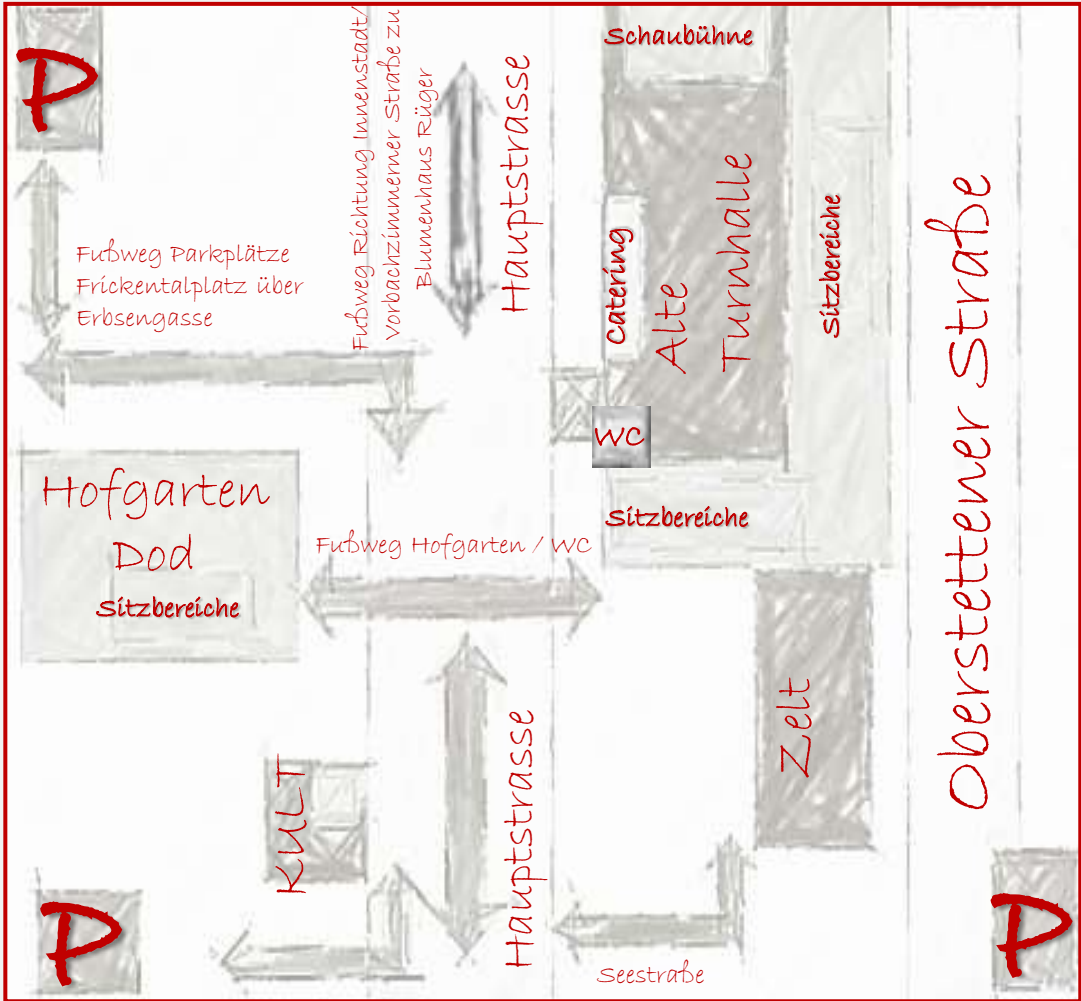 P
Fußweg Richtung Innenstadt/
Vorbachzimmerner Straße zu
Blumenhaus Rüger
Hauptstrasse
Schaubühne
Catering
Alte
Turnhalle
Sitzbereiche
Oberstettener Straße
Fußweg Parkplätze
Frickentalplatz über
Erbsengasse
WC
Hofgarten
Dod
Sitzbereiche
Fußweg Hofgarten / WC
Sitzbereiche
Zelt
KULT
Hauptstrasse
Seestraße
P
P